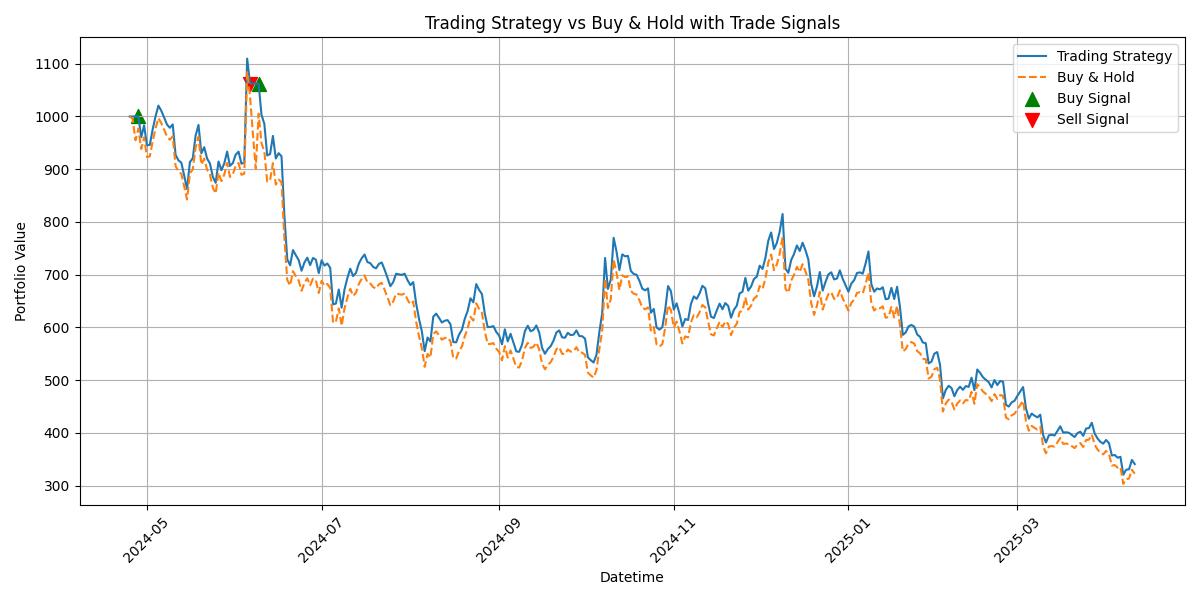 Trading Strategy vs Buy & Hold with Trade Signals
Trading Strategy
Buy & Hold
Buy Signal
Sell Signal
Portfolio Value
1100
1000
900
800
700
600
500
400
300
2024-05
2024-07
2024-09
2024-11
2025-01
2025-03
Datetime